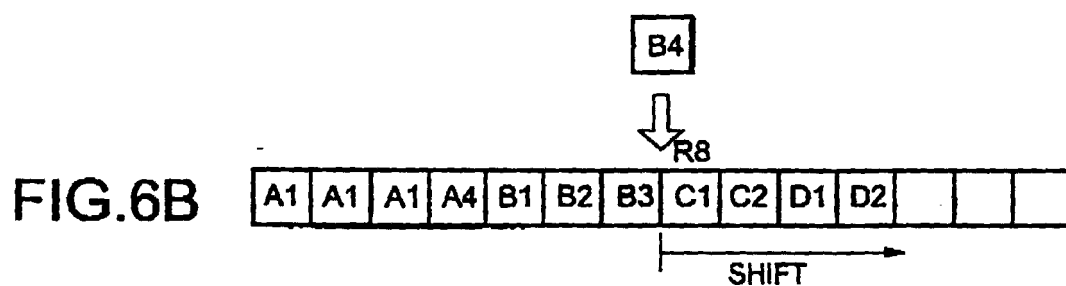 B4
R8
FIG.6B A1 A1 A1 A4 B1 B2 B3 C1 C2 D1 D2
SHIFT